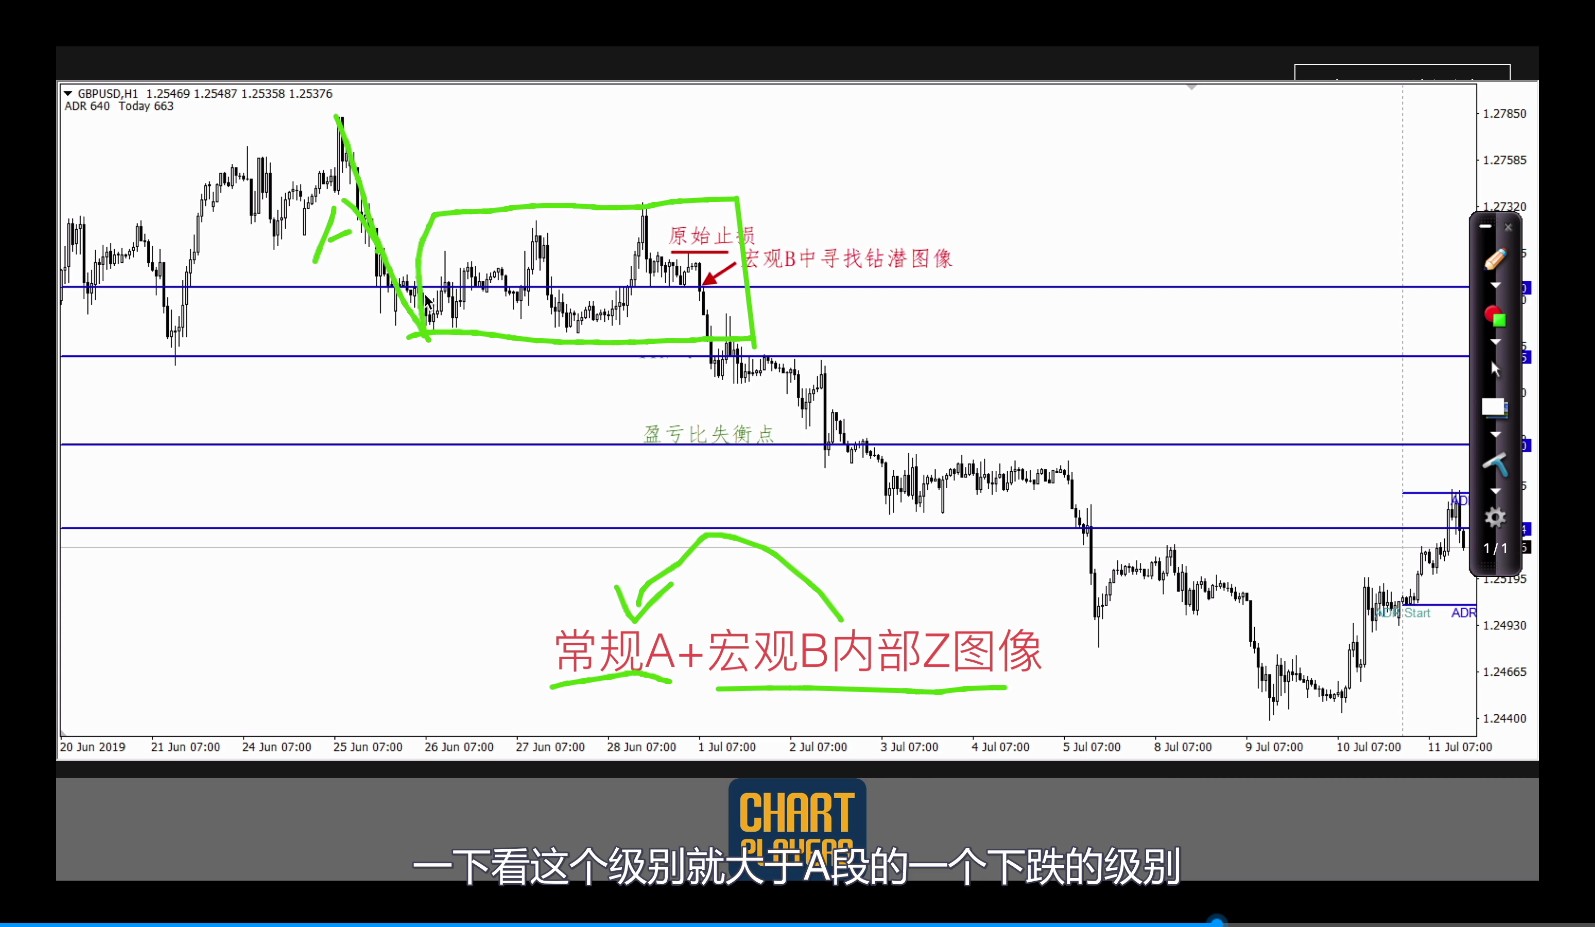 GBPUSD,H1 1.25469 1.25487 1.25358 1.25376
ADR 640 Today 663
1.27850
1.27585
1.27320
原始止损
宏观B中寻找钻潜图像
盈亏比失衡点
1/1
1.25195
ADR Start
ADR
1.24930
常规A+宏观B内部Z图像
1.24665
1.24400
20 Jun 2019 21 Jun 07:00 24 Jun 07:00 25 Jun 07:00 26 Jun 07:00 27 Jun 07:00 28 Jun 07:00 1 Jul 07:00 2 Jul 07:00 3 Jul 07:00 4 Jul 07:00 5 Jul 07:00 8 Jul 07:00 9 Jul 07:00 10 Jul 07:00 11 Jul 07:00
CHART
PLAYERS
一下看这个级别就大于A段的一个下跌的级别